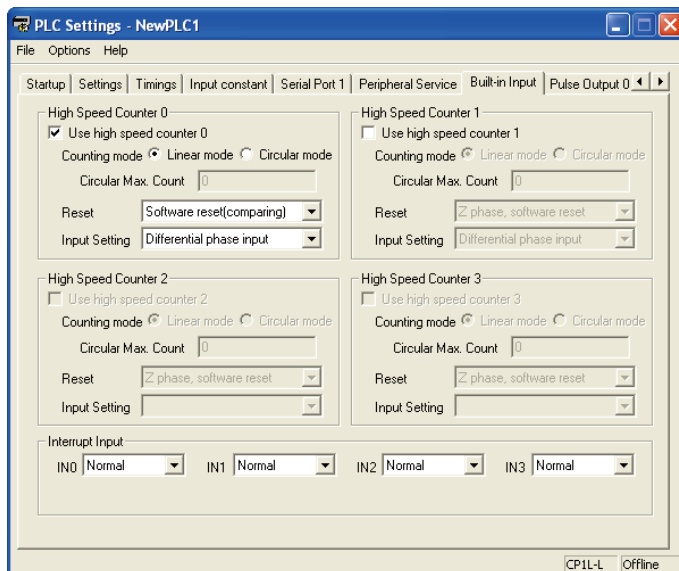 PLC Settings - NewPLC1
File Options Help
Startup Settings Timings Input constant Serial Port 1 Peripheral Service Built-in Input Pulse Output 0
High Speed Counter 0
Use high speed counter 0
Counting mode Linear mode Circular mode
Circular Max. Count 0
Reset Software reset(comparing)
Input Setting Differential phase input
High Speed Counter 1
Use high speed counter 1
Counting mode Linear mode Circular mode
Circular Max. Count 0
Reset Z phase, software reset
Input Setting Differential phase input
High Speed Counter 2
Use high speed counter 2
Counting mode Linear mode Circular mode
Circular Max. Count 0
Reset Z phase, software reset
Input Setting
High Speed Counter 3
Use high speed counter 3
Counting mode Linear mode Circular mode
Circular Max. Count 0
Reset Z phase, software reset
Input Setting
Interrupt Input
IN0 Normal IN1 Normal IN2 Normal IN3 Normal
CP1L-L Offline